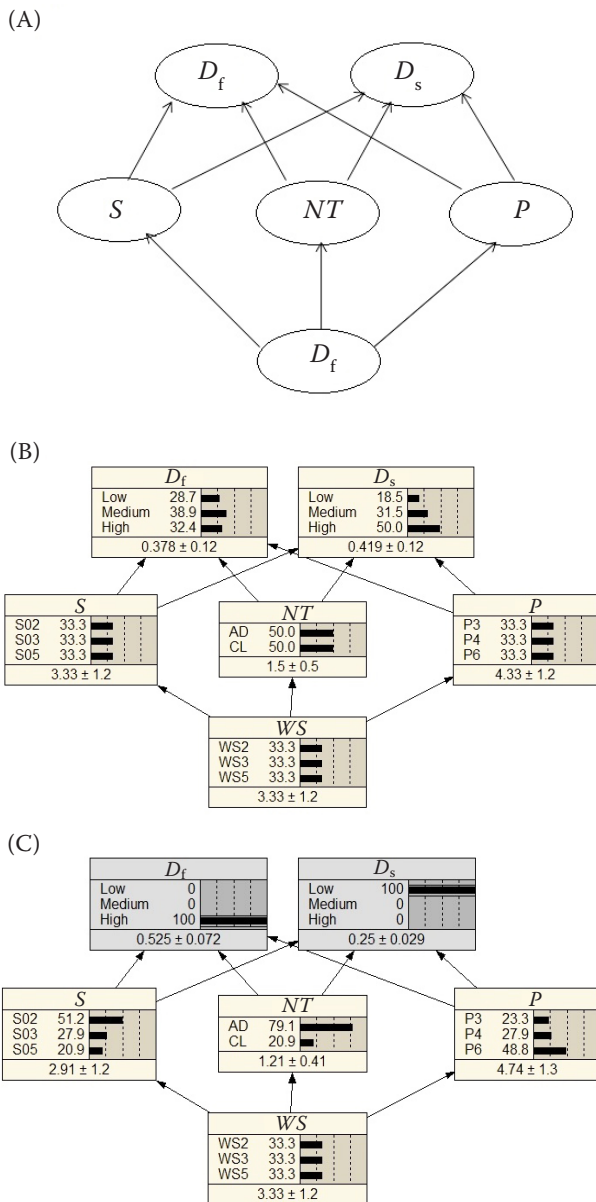 (A)
D_f D_s
S NT P
D_f
(B)
D_f D_s
Low 28.7 Low 18.5
Medium 38.9 Medium 31.5
High 32.4 High 50.0
0.378 ± 0.12 0.419 ± 0.12
S NT P
S02 33.3 AD 50.0 P3 33.3
S03 33.3 CL 50.0 P4 33.3
S05 33.3 P6 33.3
3.33 ± 1.2 1.5 ± 0.5 4.33 ± 1.2
WS
WS2 33.3
WS3 33.3
WS5 33.3
3.33 ± 1.2
(C)
D_f D_s
Low 0 Low 100
Medium 0 Medium 0
High 100 High 0
0.525 ± 0.072 0.25 ± 0.029
S NT P
S02 51.2 AD 79.1 P3 23.3
S03 27.9 CL 20.9 P4 27.9
S05 20.9 P6 48.8
2.91 ± 1.2 1.21 ± 0.41 4.74 ± 1.3
WS
WS2 33.3
WS3 33.3
WS5 33.3
3.33 ± 1.2